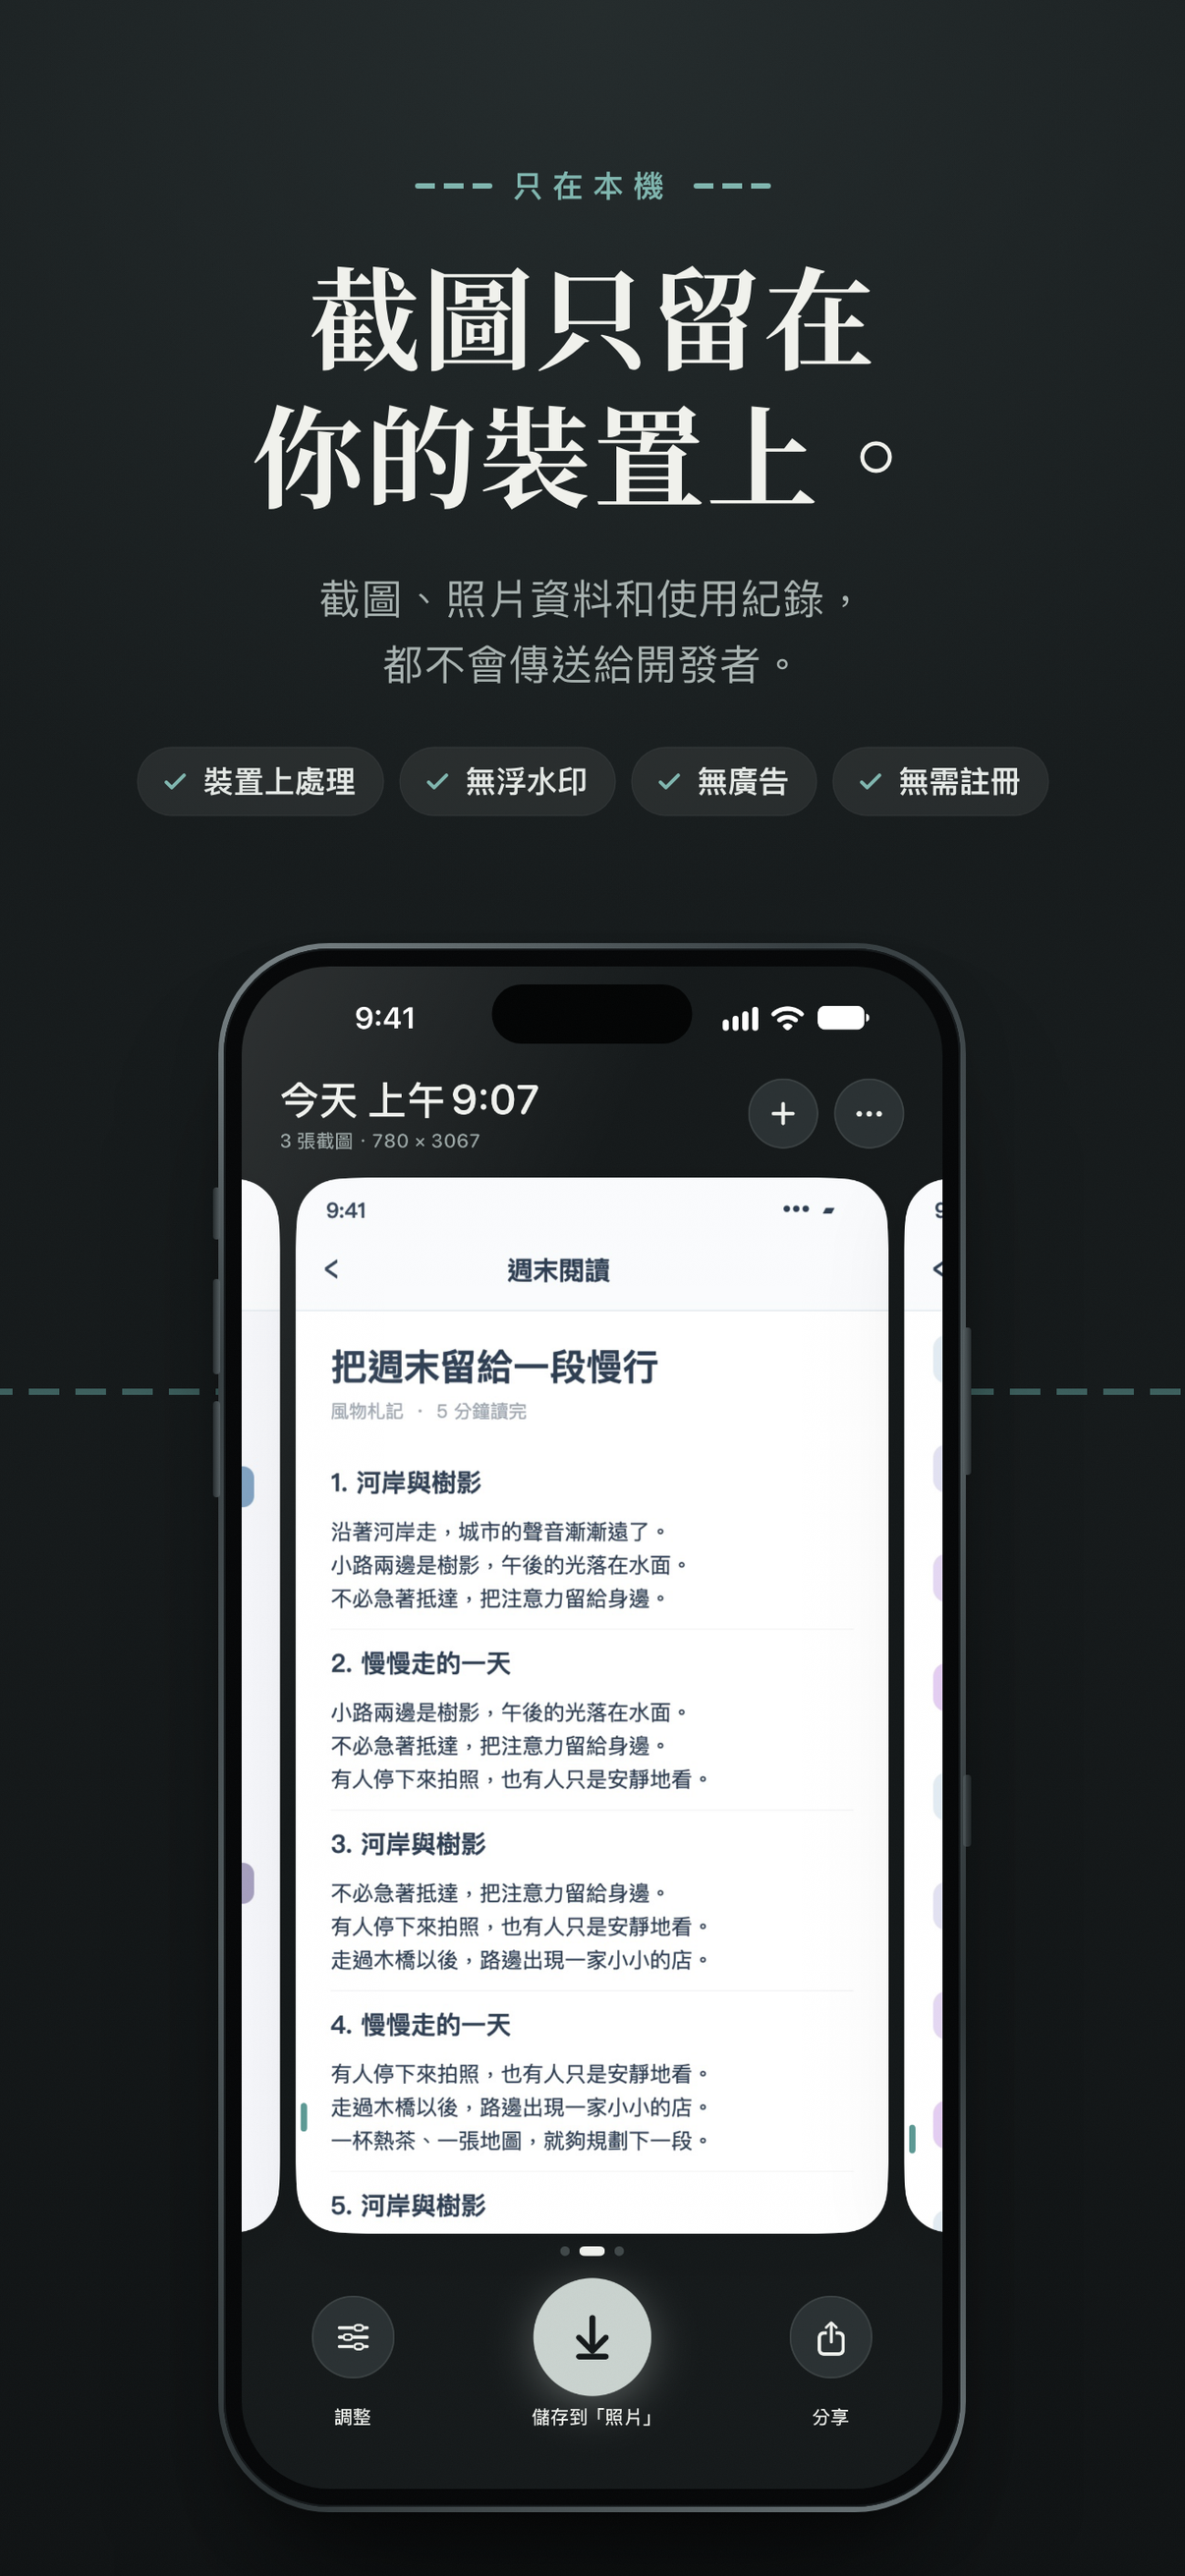 只在本機
截圖只留在
你的裝置上。
截圖、照片資料和使用紀錄，
都不會傳送給開發者。
裝置上處理 無浮水印 無廣告 無需註冊
9:41
今天 上午9:07
3 張截圖 · 780 × 3067
9:41
週末閱讀
把週末留給一段慢行
風物札記 · 5 分鐘讀完
1. 河岸與樹影
沿著河岸走，城市的聲音漸漸遠了。
小路兩邊是樹影，午後的光落在水面。
不必急著抵達，把注意力留給身邊。
2. 慢慢走的一天
小路兩邊是樹影，午後的光落在水面。
不必急著抵達，把注意力留給身邊。
有人停下來拍照，也有人只是安靜地看。
3. 河岸與樹影
不必急著抵達，把注意力留給身邊。
有人停下來拍照，也有人只是安靜地看。
走過木橋以後，路邊出現一家小小的店。
4. 慢慢走的一天
有人停下來拍照，也有人只是安靜地看。
走過木橋以後，路邊出現一家小小的店。
一杯熱茶、一張地圖，就夠規劃下一段。
5. 河岸與樹影
調整 儲存到「照片」 分享